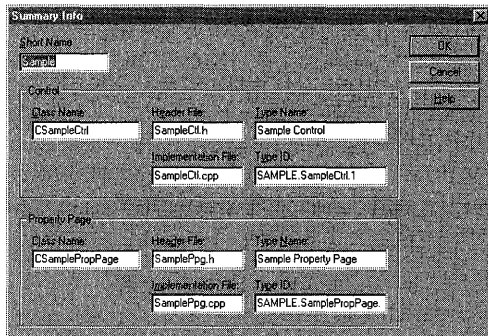 Summary Info
Short Name
Sample
OK
Cancel
Help
Control
Class Name: Header File: Type Name:
CSampleCtrl SampleCtl.h Sample Control
Implementation File: Type ID:
SampleCtl.cpp SAMPLE.SampleCtrl.1
Property Page
Class Name: Header File: Type Name:
CSamplePropPage SamplePpg.h Sample Property Page
Implementation File: Type ID:
SamplePpg.cpp SAMPLE.SamplePropPage.